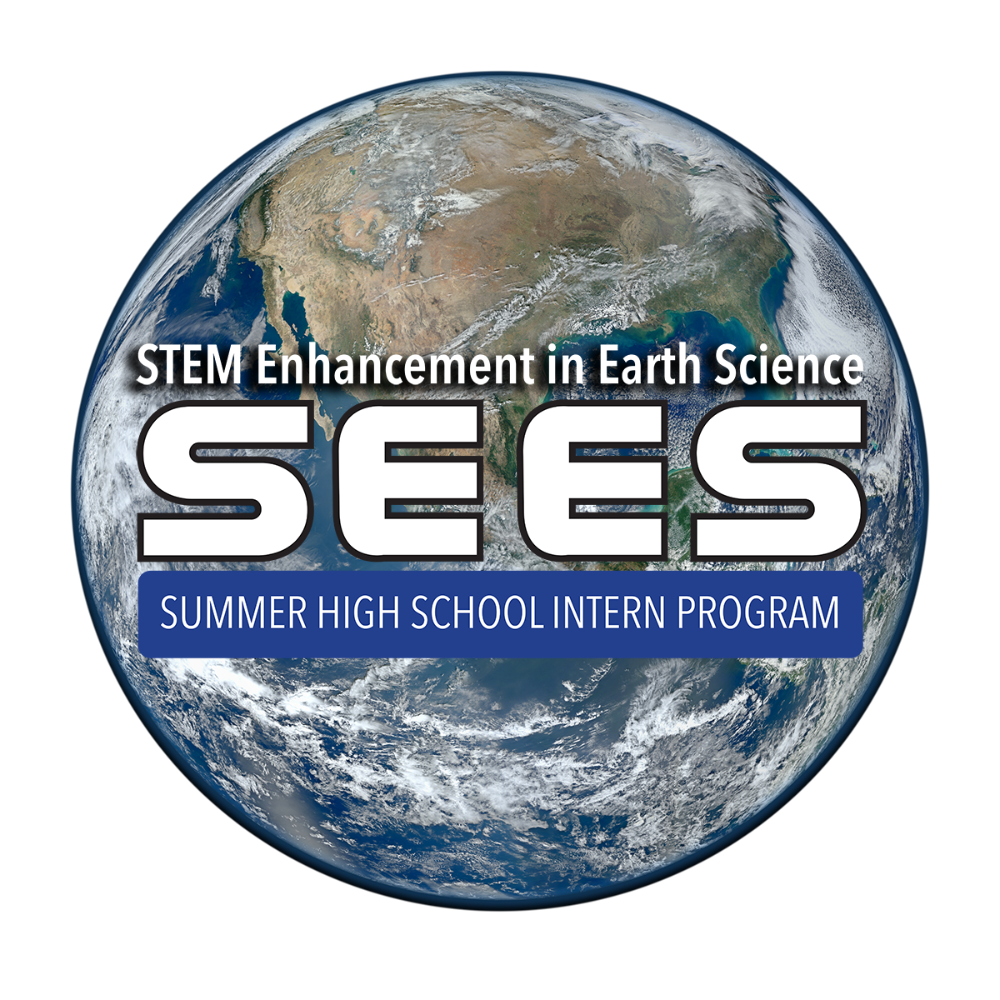 STEM Enhancement in Earth Science
SEES
SUMMER HIGH SCHOOL INTERN PROGRAM